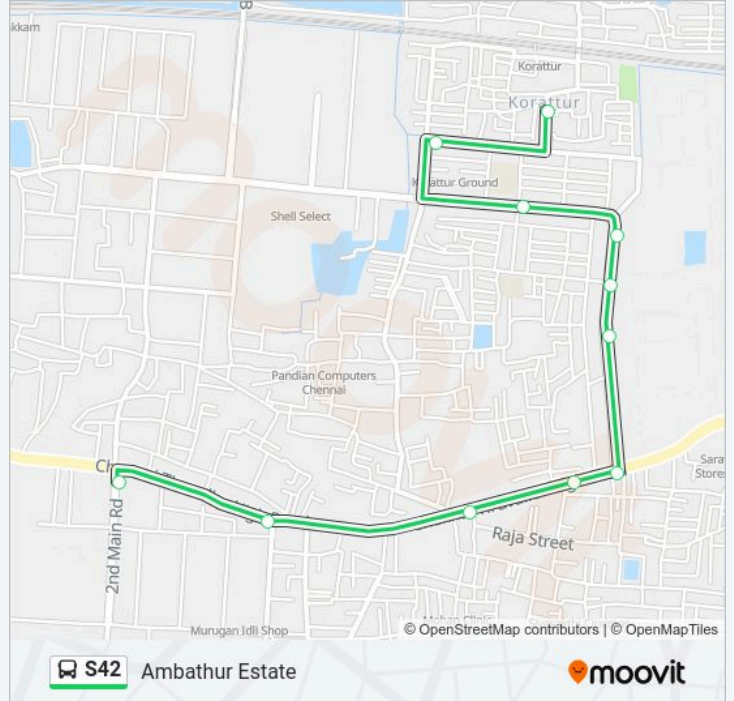 Korattur
Korattur
Korattur Ground
Shell Select
Pandian Computers
Chennai
2nd Main Rd
Raja Street
Murugan Idli Shop
© OpenStreetMap contributors | © OpenMapTiles
S42 Ambathur Estate
moovit